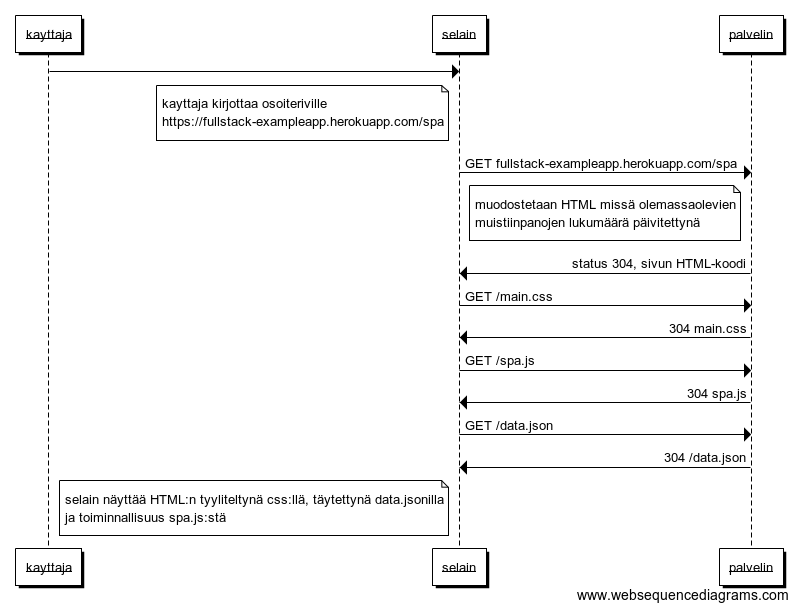 kayttaja selain palvelin
kayttaja kirjottaa osoiteriville
https://fullstack-exampleapp.herokuapp.com/spa
GET fullstack-exampleapp.herokuapp.com/spa
muodostetaan HTML missä olemassaolevien
muistiinpanojen lukumäärä päivitettynä
status 304, sivun HTML-koodi
GET /main.css
304 main.css
GET /spa.js
304 spa.js
GET /data.json
304 /data.json
selain näyttää HTML:n tyyliteltynä css:llä, täytettynä data.jsonilla
ja toiminnallisuus spa.js:stä
kayttaja selain palvelin
www.websequencediagrams.com